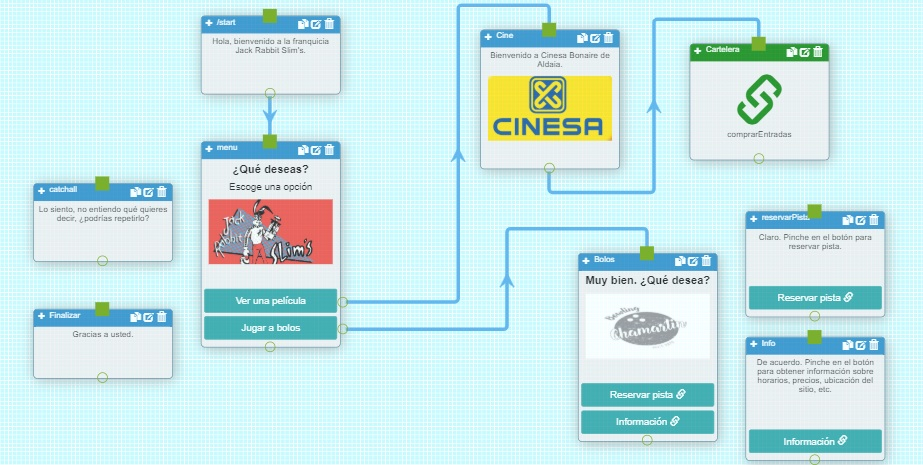 /start
Hola, bienvenido a la franquicia
Jack Rabbit Slim's.
menu
¿Qué deseas?
Escoge una opción
Jack
Rabbit
SLim's
Ver una película
Jugar a bolos
catchall
Lo siento, no entiendo qué quieres
decir, ¿podrías repetirlo?
Finalizar
Gracias a usted.
Cine
Bienvenido a Cinesa Bonaire de
Aldaia.
CINESA
Cartelera
comprarEntradas
Bolos
Muy bien. ¿Qué desea?
Bowling
Chamartín
Reservar pista
Información
reservarPista
Claro. Pinche en el botón para
reservar pista.
Reservar pista
Info
De acuerdo. Pinche en el botón
para obtener información sobre
horarios, precios, ubicación del
sitio, etc.
Información